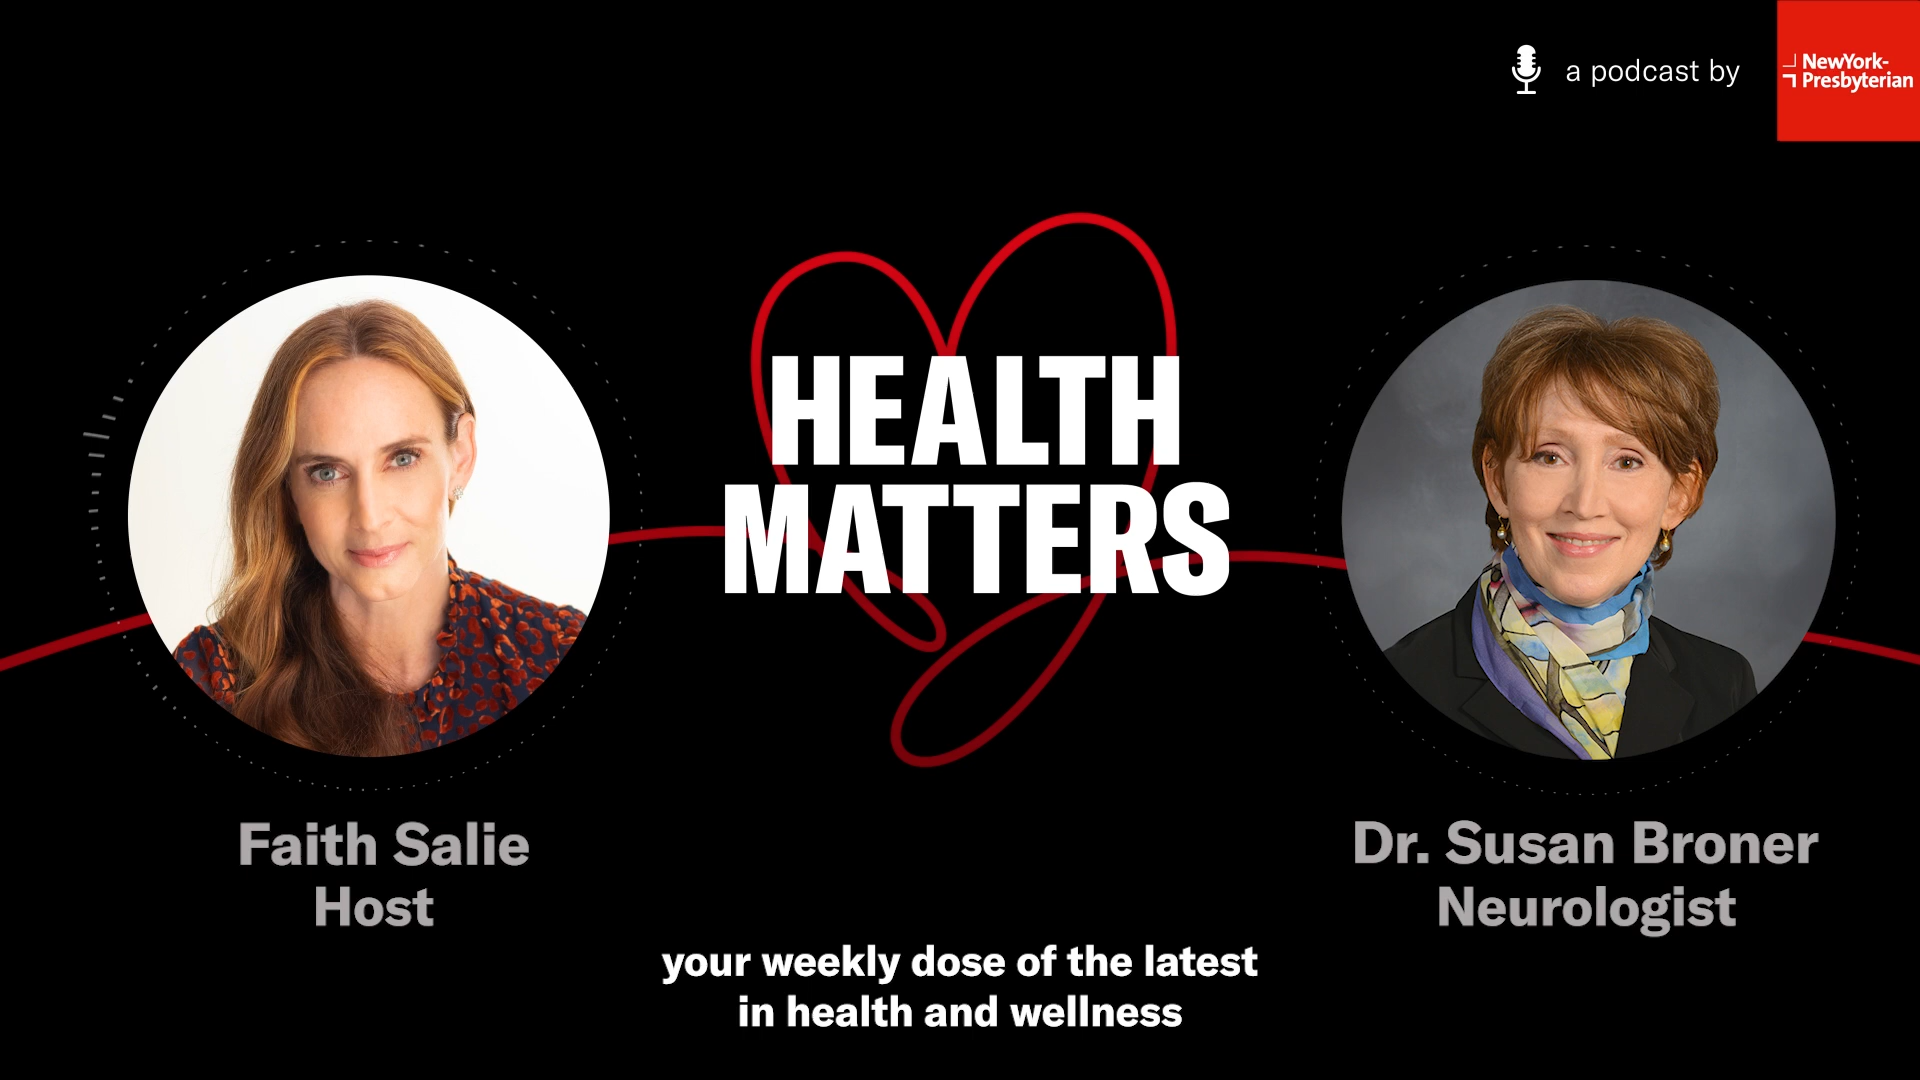 a podcast by
NewYork-
Presbyterian
HEALTH
MATTERS
Faith Salie
Host
Dr. Susan Broner
Neurologist
your weekly dose of the latest
in health and wellness